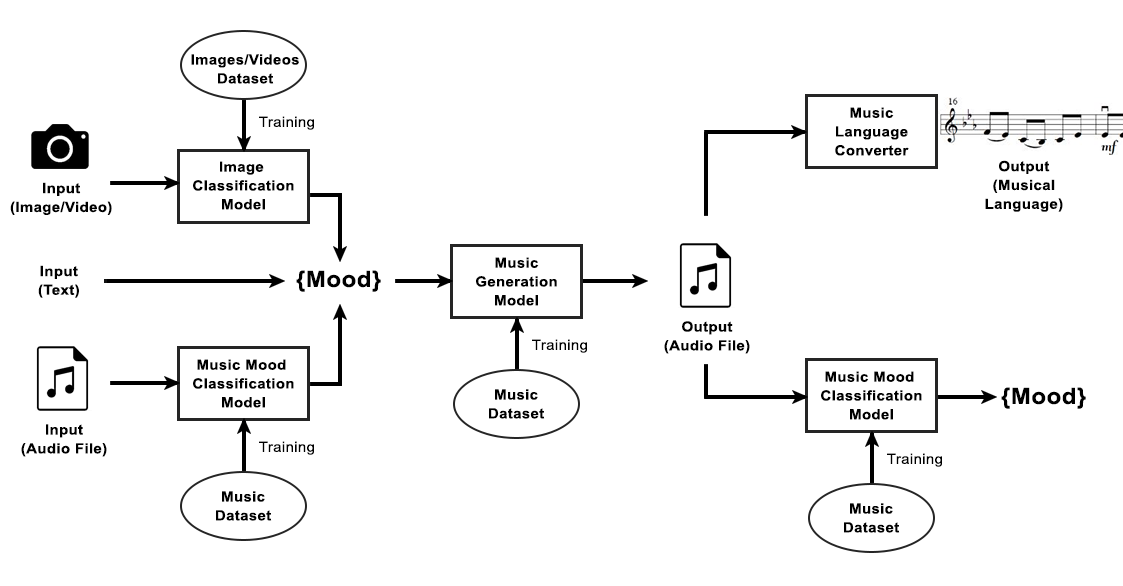 Images/Videos
Dataset
Training
Input
(Image/Video)
Image
Classification
Model
Input
(Text)
{Mood}
Input
(Audio File)
Music Mood
Classification
Model
Training
Music
Dataset
Music
Generation
Model
Training
Music
Dataset
Output
(Audio File)
Music
Language
Converter
16
mf
Output
(Musical
Language)
Music Mood
Classification
Model
{Mood}
Training
Music
Dataset